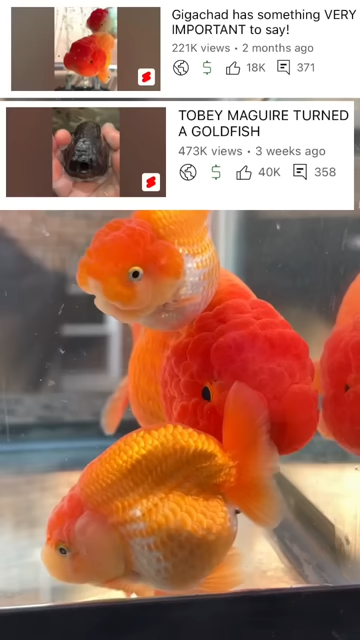 Gigachad has something VERY
IMPORTANT to say!
221K views • 2 months ago
18K
371
TOBEY MAGUIRE TURNED
A GOLDFISH
473K views • 3 weeks ago
40K
358